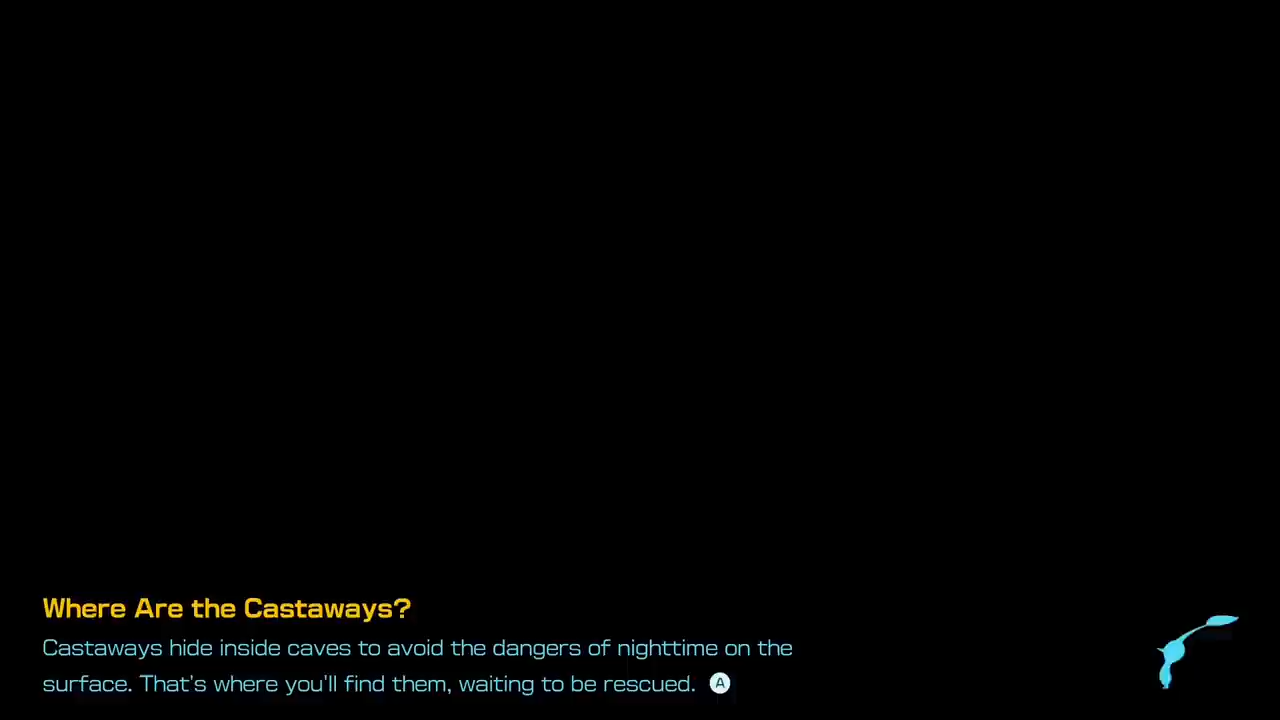 Where Are the Castaways?
Castaways hide inside caves to avoid the dangers of nighttime on the
surface. That's where you'll find them, waiting to be rescued. A